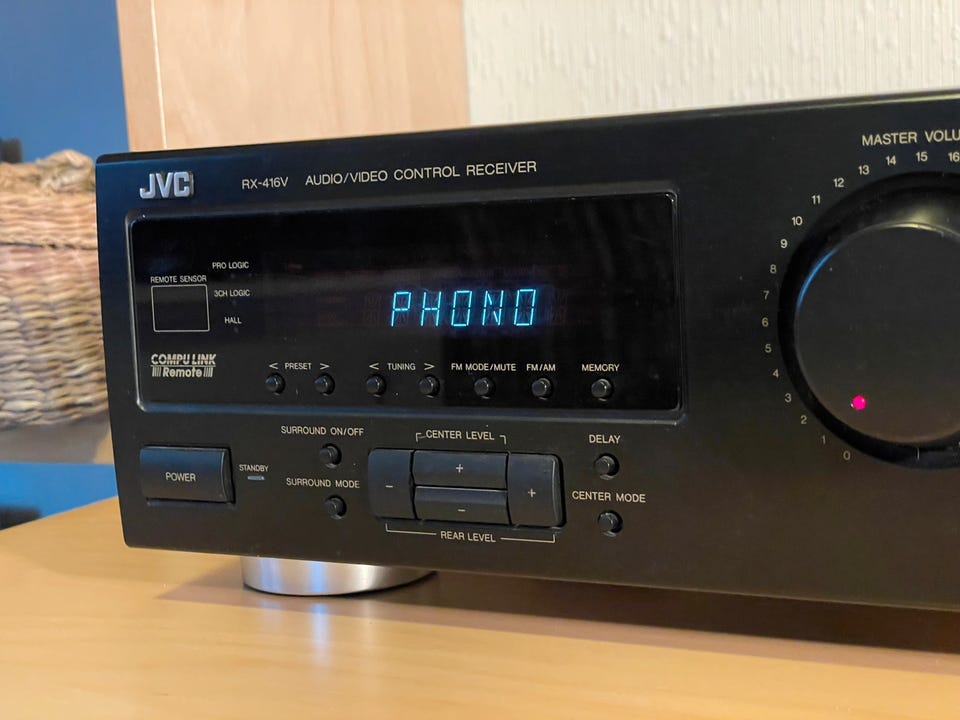 JVC RX-416V AUDIO/VIDEO CONTROL RECEIVER
MASTER VOLU
0 1 2 3 4 5 6 7 8 9 10 11 12 13 14 15 16
PRO LOGIC
REMOTE SENSOR
3CH LOGIC
HALL
PHONO
COMPU LINK
Remote
< PRESET >
< TUNING >
FM MODE/MUTE
FM/AM
MEMORY
SURROUND ON/OFF
CENTER LEVEL
DELAY
POWER
STANDBY
SURROUND MODE
+
-
-
+
CENTER MODE
REAR LEVEL